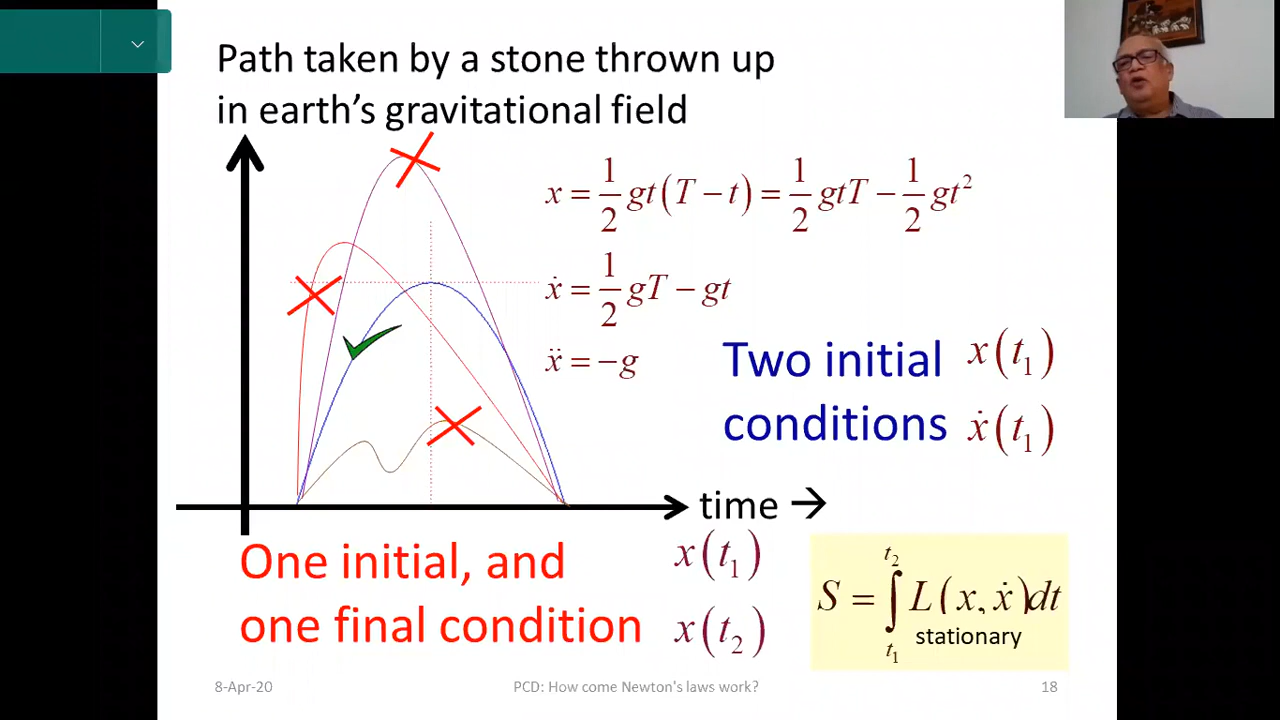 Path taken by a stone thrown up
in earth’s gravitational field
x = 1/2 gt(T − t) = 1/2 gtT − 1/2 gt²
ẋ = 1/2 gT − gt
ẍ = −g
Two initial x(t₁)
conditions ẋ(t₁)
time →
One initial, and x(t₁)
one final condition x(t₂)
S = ∫ₜ₁ᵗ² L(x, ẋ)dt
stationary
8-Apr-20 PCD: How come Newton's laws work? 18